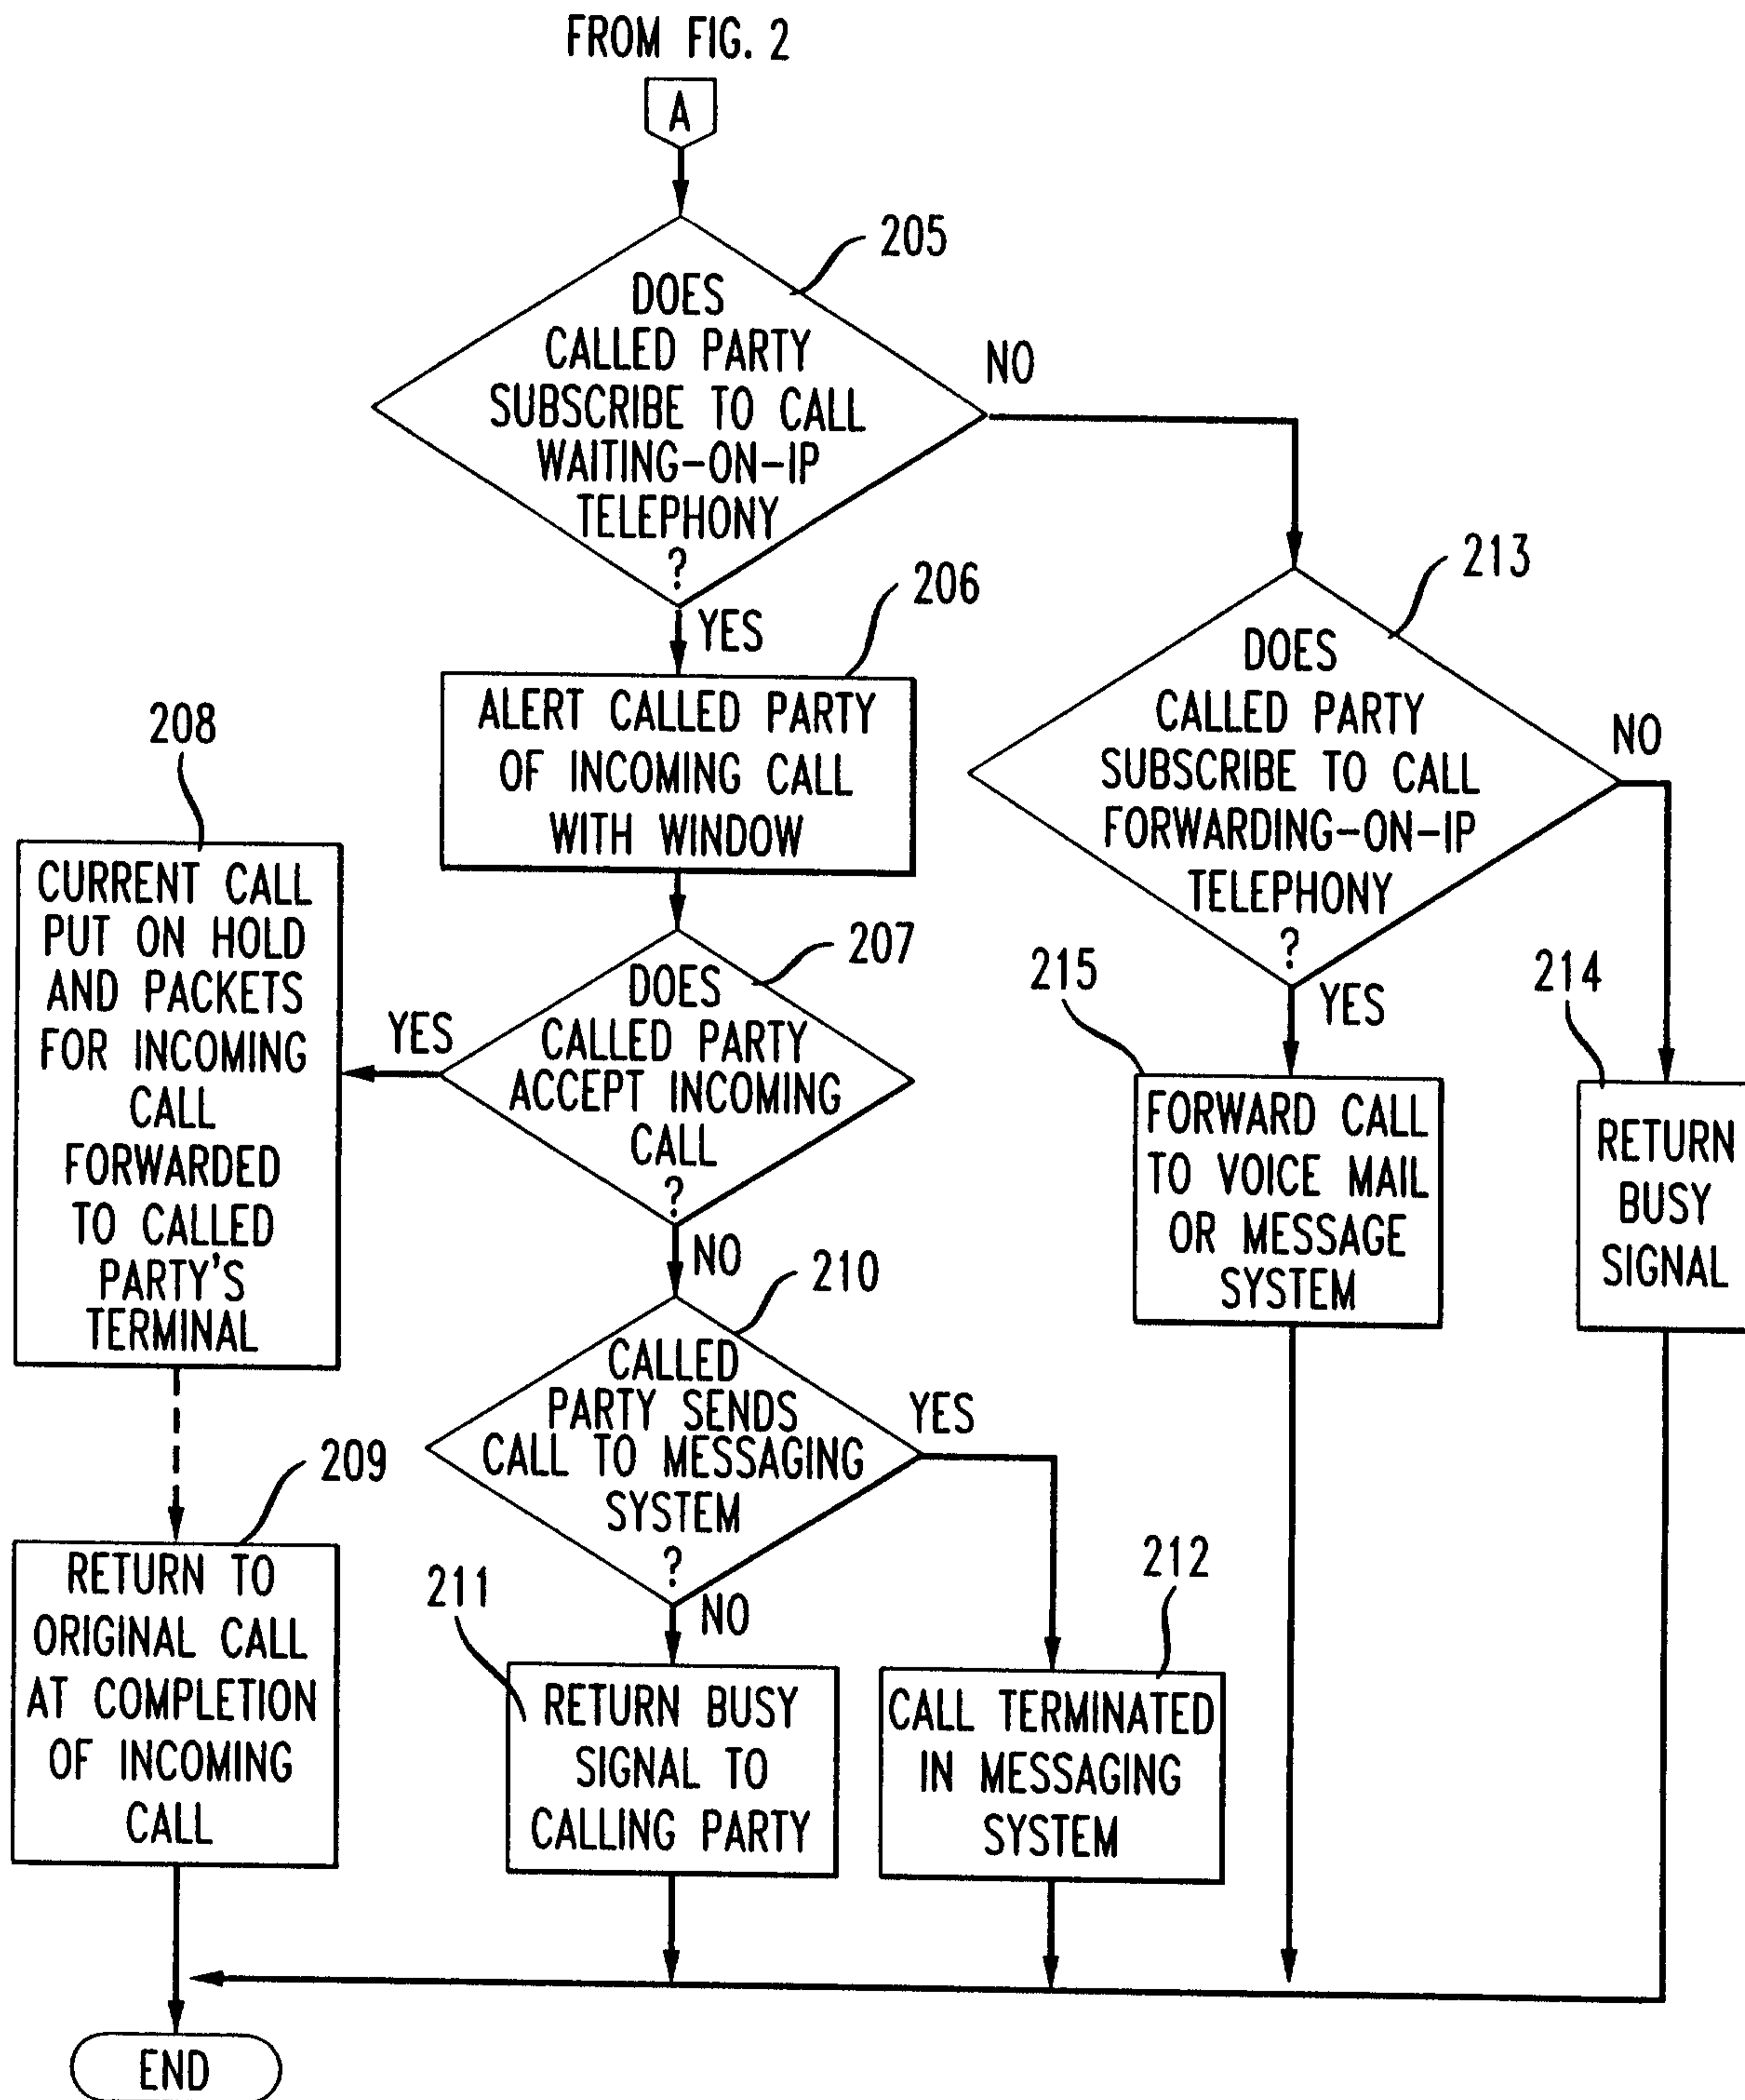 FROM FIG. 2
A
205
DOES
CALLED PARTY
SUBSCRIBE TO CALL
WAITING-ON-IP
TELEPHONY
?
NO
YES
206
ALERT CALLED PARTY
OF INCOMING CALL
WITH WINDOW
213
DOES
CALLED PARTY
SUBSCRIBE TO CALL
FORWARDING-ON-IP
TELEPHONY
?
NO
YES
208
CURRENT CALL
PUT ON HOLD
AND PACKETS
FOR INCOMING
CALL
FORWARDED
TO CALLED
PARTY'S
TERMINAL
207
DOES
CALLED PARTY
ACCEPT INCOMING
CALL
?
YES
NO
215
FORWARD CALL
TO VOICE MAIL
OR MESSAGE
SYSTEM
214
RETURN
BUSY
SIGNAL
210
CALLED
PARTY SENDS
CALL TO MESSAGING
SYSTEM
?
YES
NO
209
RETURN TO
ORIGINAL CALL
AT COMPLETION
OF INCOMING
CALL
211
RETURN BUSY
SIGNAL TO
CALLING PARTY
212
CALL TERMINATED
IN MESSAGING
SYSTEM
END